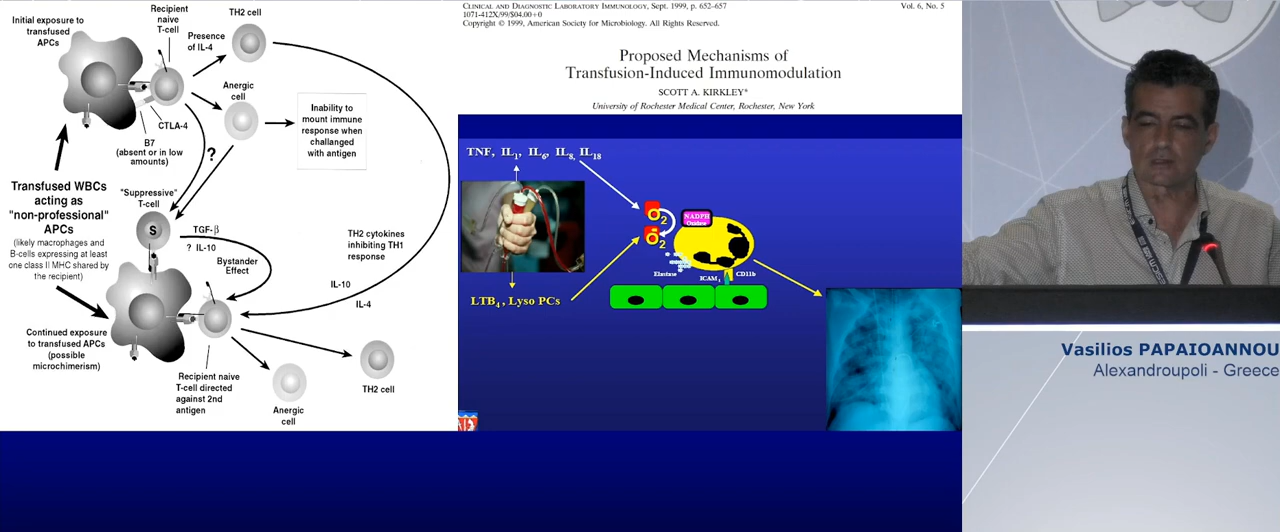 Initial exposure to
transfused
APCs
Recipient
naive
T-cell
TH2 cell
Presence
of IL-4
Anergic
cell
Inability to
mount immune
response when
challanged
with antigen
CTLA-4
B7
(absent or in low
amounts)
?
Transfused WBCs
acting as
"non-professional"
APCs
(likely macrophages and
B-cells expressing at least
one class II MHC shared by
the recipient)
"Suppressive"
T-cell
S
TGF-β
? IL-10
Bystander
Effect
TH2 cytokines
inhibiting TH1
response
IL-10
IL-4
Continued exposure
to transfused APCs
(possible
microchimerism)
Recipient naive
T-cell directed
against 2nd
antigen
Anergic
cell
TH2 cell
CLINICAL AND DIAGNOSTIC LABORATORY IMMUNOLOGY, Sept. 1999, p. 652–657
Vol. 6, No. 5
1071-412X/99/$04.00+0
Copyright © 1999, American Society for Microbiology. All Rights Reserved.
Proposed Mechanisms of
Transfusion-Induced Immunomodulation
SCOTT A. KIRKLEY*
University of Rochester Medical Center, Rochester, New York
TNF, IL1, IL6, IL8, IL18
O2
O2
NADPH
Oxidase
Elastase
ICAM1
CD11b
LTB4, Lyso PCs
ESICM
Vasilios PAPAIOANNOU
Alexandroupoli - Greece